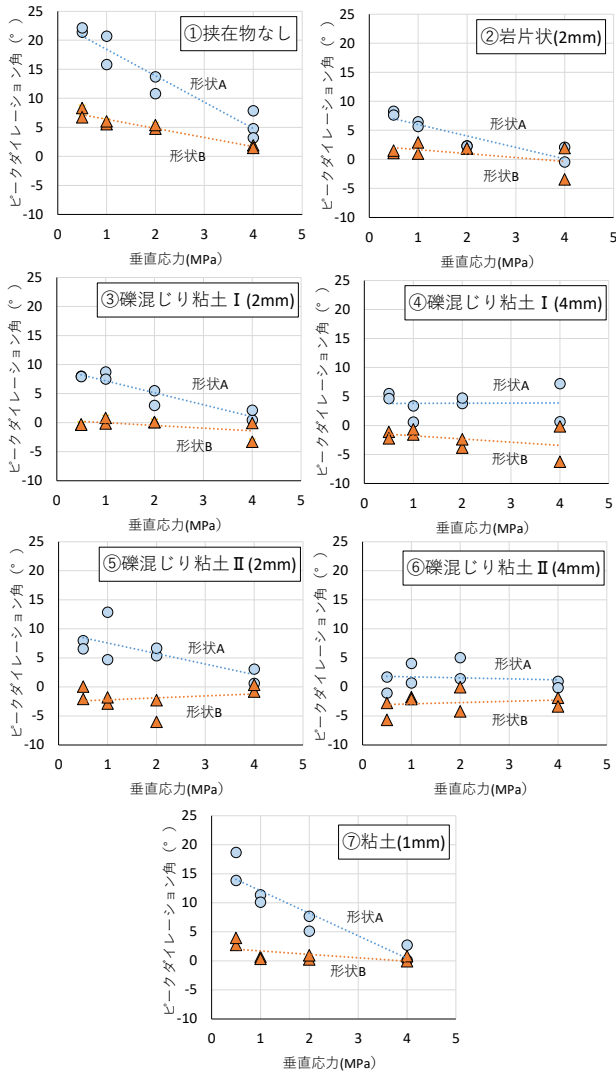 ピークダイレーション角(°)
25
20
15
10
5
0
-5
-10
①挟在物なし
形状A
形状B
0 1 2 3 4 5
垂直応力(MPa)
ピークダイレーション角(°)
25
20
15
10
5
0
-5
-10
②岩片状(2mm)
形状A
形状B
0 1 2 3 4 5
垂直応力(MPa)
ピークダイレーション角(°)
25
20
15
10
5
0
-5
-10
③礫混じり粘土Ⅰ(2mm)
形状A
形状B
0 1 2 3 4 5
垂直応力(MPa)
ピークダイレーション角(°)
25
20
15
10
5
0
-5
-10
④礫混じり粘土Ⅰ(4mm)
形状A
形状B
0 1 2 3 4 5
垂直応力(MPa)
ピークダイレーション角(°)
25
20
15
10
5
0
-5
-10
⑤礫混じり粘土Ⅱ(2mm)
形状A
形状B
0 1 2 3 4 5
垂直応力(MPa)
ピークダイレーション角(°)
25
20
15
10
5
0
-5
-10
⑥礫混じり粘土Ⅱ(4mm)
形状A
形状B
0 1 2 3 4 5
垂直応力(MPa)
ピークダイレーション角(°)
25
20
15
10
5
0
-5
-10
⑦粘土(1mm)
形状A
形状B
0 1 2 3 4 5
垂直応力(MPa)